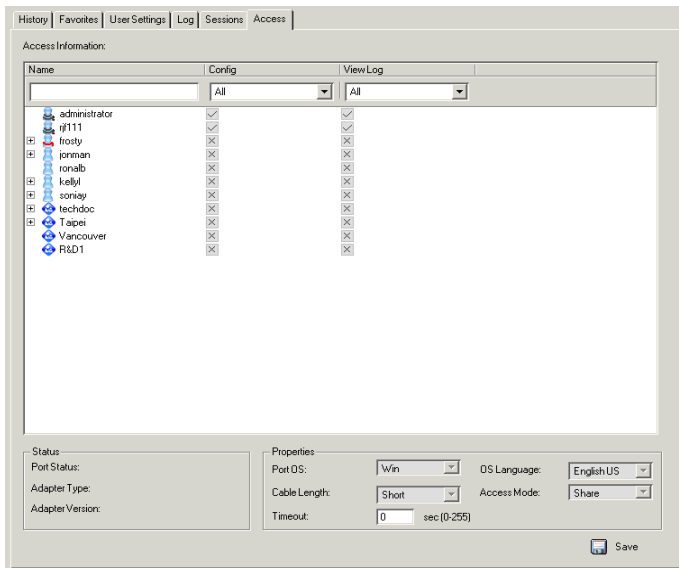 History Favorites User Settings Log Sessions Access
Access Information:
Name Config View Log
All All
administrator
rjf111
frosty
jonman
ronalb
kellyl
soniay
techdoc
Taipei
Vancouver
R&D1
Status
Port Status:
Adapter Type:
Adapter Version:
Properties
Port OS: Win OS Language: English US
Cable Length: Short Access Mode: Share
Timeout: 0 sec (0-255)
Save